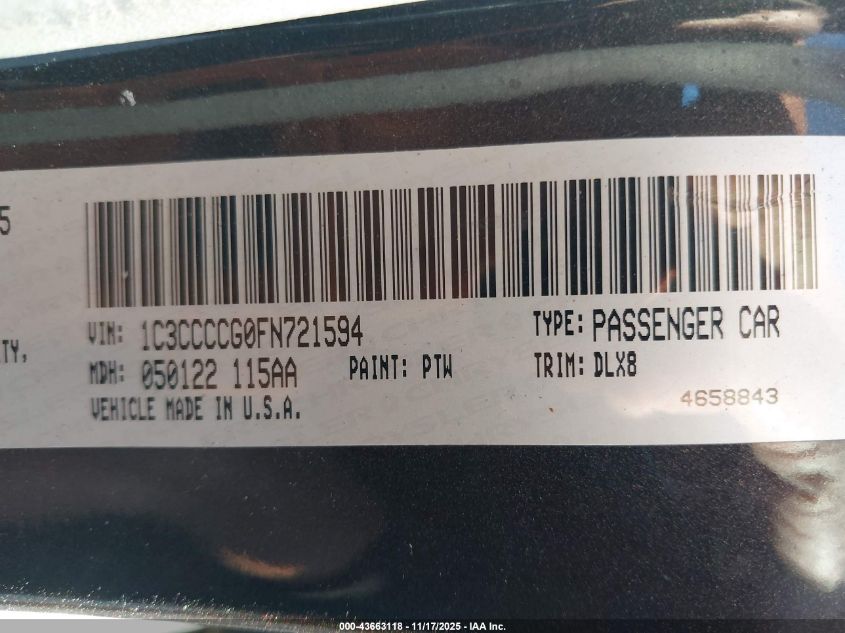 5
VIN: 1C3CCCCG0FN721594 TYPE: PASSENGER CAR
ITY,
MDH: 050122 115AA PAINT: PTW TRIM: DLX8
VEHICLE MADE IN U.S.A. 4658843
000-43663118 - 11/17/2025 - IAA Inc.